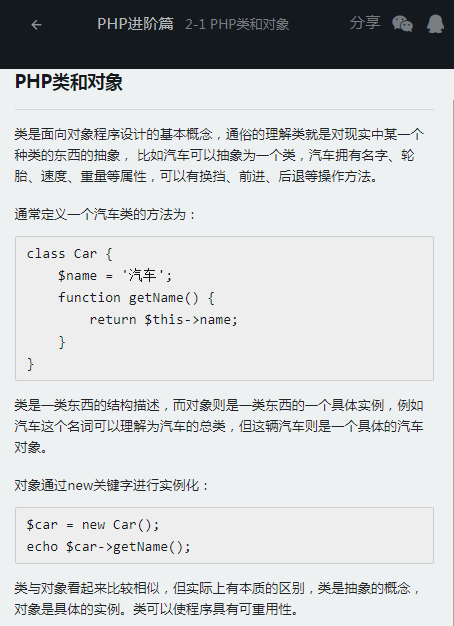 PHP进阶篇 2-1 PHP类和对象 分享
PHP类和对象
类是面向对象程序设计的基本概念，通俗的理解类就是对现实中某一个
种类的东西的抽象， 比如汽车可以抽象为一个类，汽车拥有名字、轮
胎、速度、重量等属性，可以有换挡、前进、后退等操作方法。
通常定义一个汽车类的方法为：
class Car {
    $name = '汽车';
    function getName() {
        return $this->name;
    }
}
类是一类东西的结构描述，而对象则是一类东西的一个具体实例，例如
汽车这个名词可以理解为汽车的总类，但这辆汽车则是一个具体的汽车
对象。
对象通过new关键字进行实例化：
$car = new Car();
echo $car->getName();
类与对象看起来比较相似，但实际上有本质的区别，类是抽象的概念，
对象是具体的实例。类可以使程序具有可重用性。